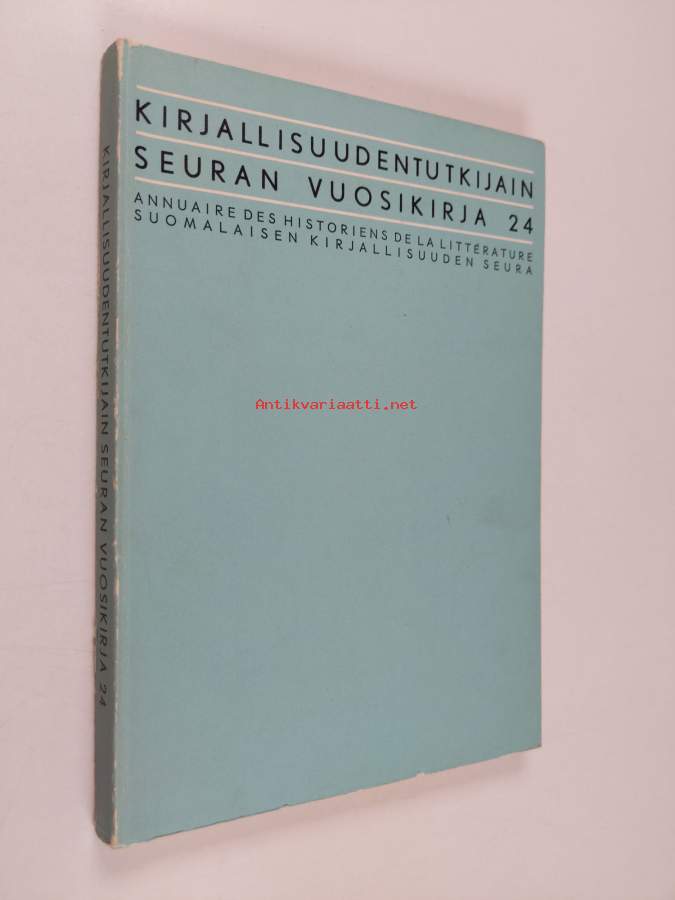 KIRJALLISUUDENTUTKIJAIN
SEURAN VUOSIKIRJA 24
ANNUAIRE DES HISTORIENS DE LA LITTÉRATURE
SUOMALAISEN KIRJALLISUUDEN SEURA
KIRJALLISUUDENTUTKIJAIN SEURAN VUOSIKIRJA 24
Antikvariaatti.net